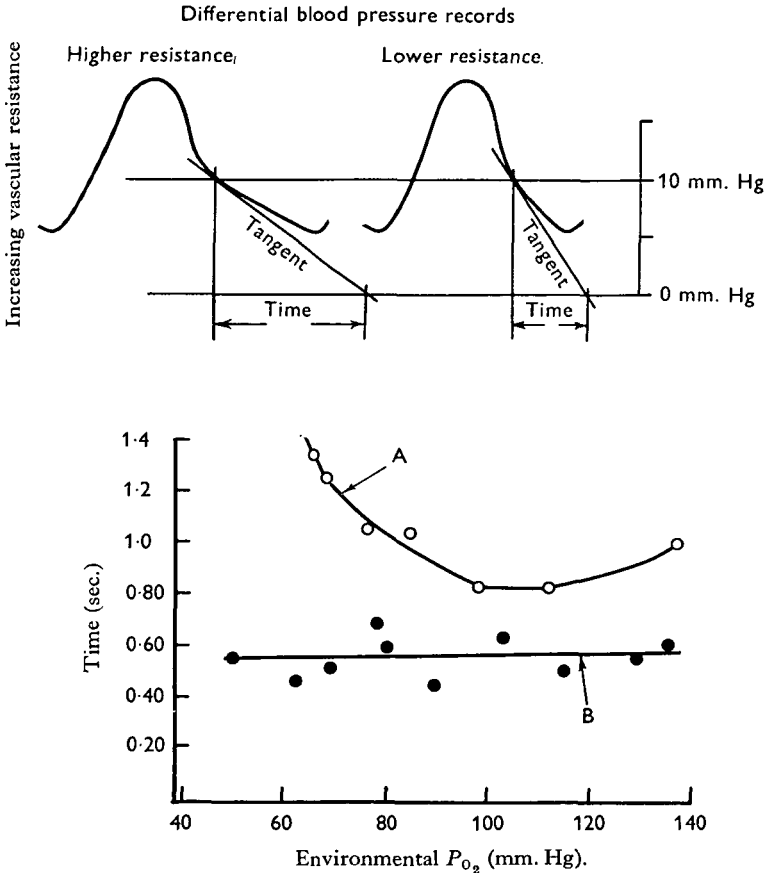 Differential blood pressure records
Higher resistance,
Lower resistance.
Increasing vascular resistance
10 mm. Hg
Tangent
Tangent
0 mm. Hg
Time
Time
1·4
A
1·2
1·0
0·80
0·60
0·40
B
0·20
Time (sec.)
40
60
80
100
120
140
Environmental P_O2 (mm. Hg).